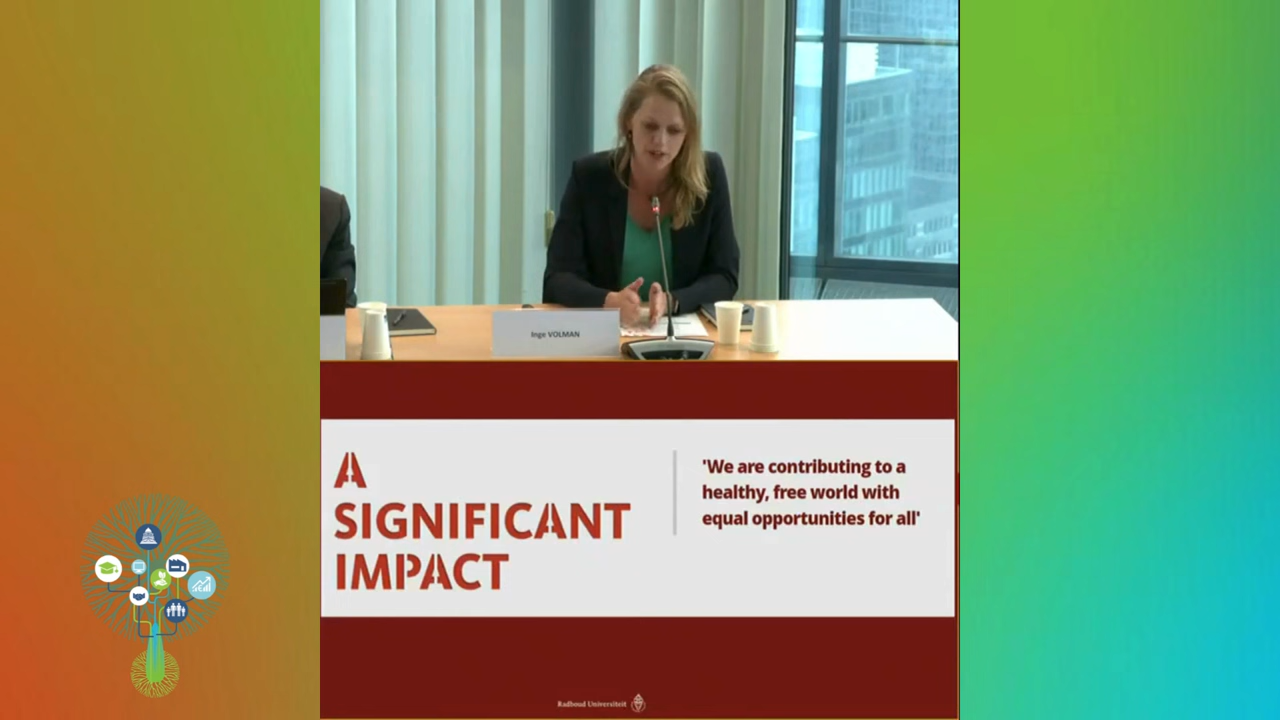 Inge VOLMAN
A
SIGNIFICANT
IMPACT
'We are contributing to a
healthy, free world with
equal opportunities for all'
Radboud Universiteit